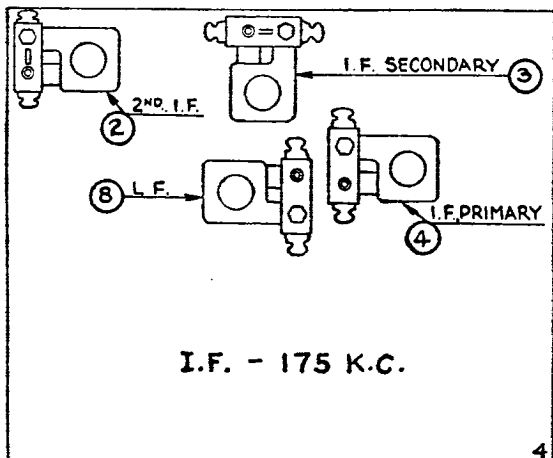 I.F. SECONDARY 3
2 2ND. I.F.
8 L F.
4 I.F. PRIMARY
I.F. - 175 K.C.
4